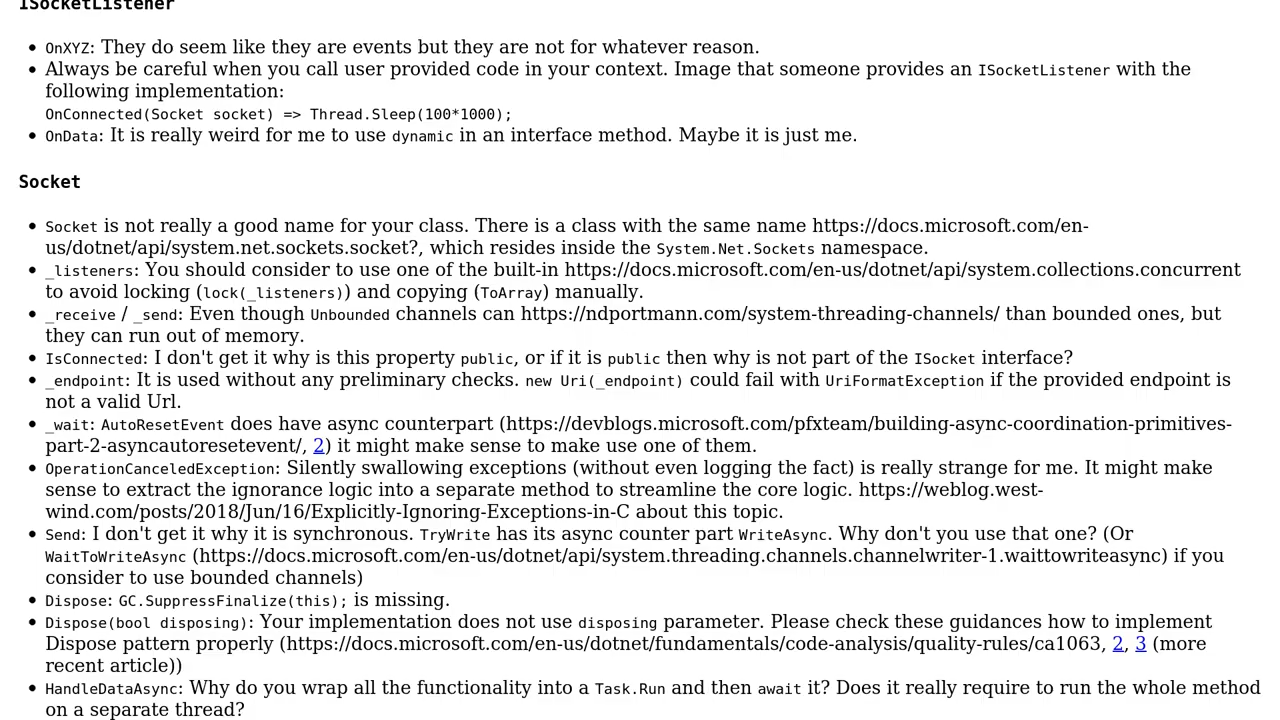 ISocketListener
OnXYZ: They do seem like they are events but they are not for whatever reason.
Always be careful when you call user provided code in your context. Image that someone provides an ISocketListener with the
following implementation:
OnConnected(Socket socket) => Thread.Sleep(100*1000);
OnData: It is really weird for me to use dynamic in an interface method. Maybe it is just me.
Socket
Socket is not really a good name for your class. There is a class with the same name https://docs.microsoft.com/en-
us/dotnet/api/system.net.sockets.socket?, which resides inside the System.Net.Sockets namespace.
_listeners: You should consider to use one of the built-in https://docs.microsoft.com/en-us/dotnet/api/system.collections.concurrent
to avoid locking (lock(_listeners)) and copying (ToArray) manually.
_receive / _send: Even though Unbounded channels can https://ndportmann.com/system-threading-channels/ than bounded ones, but
they can run out of memory.
IsConnected: I don't get it why is this property public, or if it is public then why is not part of the ISocket interface?
_endpoint: It is used without any preliminary checks. new Uri(_endpoint) could fail with UriFormatException if the provided endpoint is
not a valid Url.
_wait: AutoResetEvent does have async counterpart (https://devblogs.microsoft.com/pfxteam/building-async-coordination-primitives-
part-2-asyncautoresetevent/, 2) it might make sense to make use one of them.
OperationCanceledException: Silently swallowing exceptions (without even logging the fact) is really strange for me. It might make
sense to extract the ignorance logic into a separate method to streamline the core logic. https://weblog.west-
wind.com/posts/2018/Jun/16/Explicitly-Ignoring-Exceptions-in-C about this topic.
Send: I don't get it why it is synchronous. TryWrite has its async counter part WriteAsync. Why don't you use that one? (Or
WaitToWriteAsync (https://docs.microsoft.com/en-us/dotnet/api/system.threading.channels.channelwriter-1.waittowriteasync) if you
consider to use bounded channels)
Dispose: GC.SuppressFinalize(this); is missing.
Dispose(bool disposing): Your implementation does not use disposing parameter. Please check these guidances how to implement
Dispose pattern properly (https://docs.microsoft.com/en-us/dotnet/fundamentals/code-analysis/quality-rules/ca1063, 2, 3 (more
recent article))
HandleDataAsync: Why do you wrap all the functionality into a Task.Run and then await it? Does it really require to run the whole method
on a separate thread?